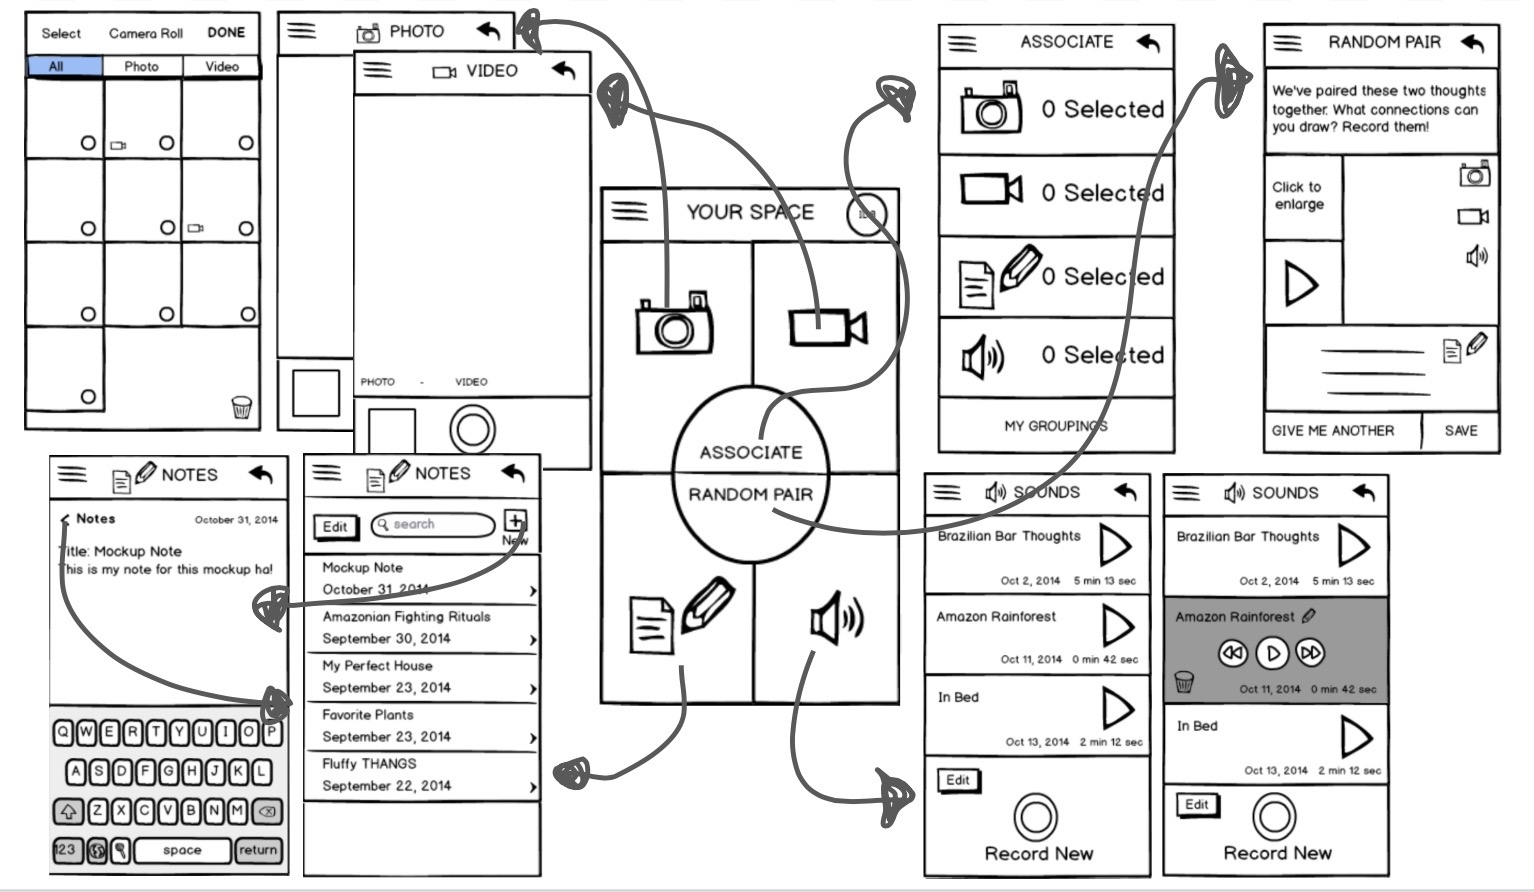 Select Camera Roll DONE
All Photo Video
PHOTO
VIDEO
PHOTO - VIDEO
YOUR SPACE
ASSOCIATE
RANDOM PAIR
ASSOCIATE
0 Selected
0 Selected
0 Selected
0 Selected
MY GROUPINGS
RANDOM PAIR
We've paired these two thoughts
together. What connections can
you draw? Record them!
Click to
enlarge
GIVE ME ANOTHER SAVE
NOTES
< Notes October 31, 2014
Title: Mockup Note
This is my note for this mockup ha!
Q W E R T Y U I O P
A S D F G H J K L
Z X C V B N M
123 space return
NOTES
Edit search
New
Mockup Note
October 31, 2014
Amazonian Fighting Rituals
September 30, 2014
My Perfect House
September 23, 2014
Favorite Plants
September 23, 2014
Fluffy THANGS
September 22, 2014
SOUNDS
Brazilian Bar Thoughts
Oct 2, 2014 5 min 13 sec
Amazon Rainforest
Oct 11, 2014 0 min 42 sec
In Bed
Oct 13, 2014 2 min 12 sec
Edit
Record New
SOUNDS
Brazilian Bar Thoughts
Oct 2, 2014 5 min 13 sec
Amazon Rainforest
Oct 11, 2014 0 min 42 sec
In Bed
Oct 13, 2014 2 min 12 sec
Edit
Record New